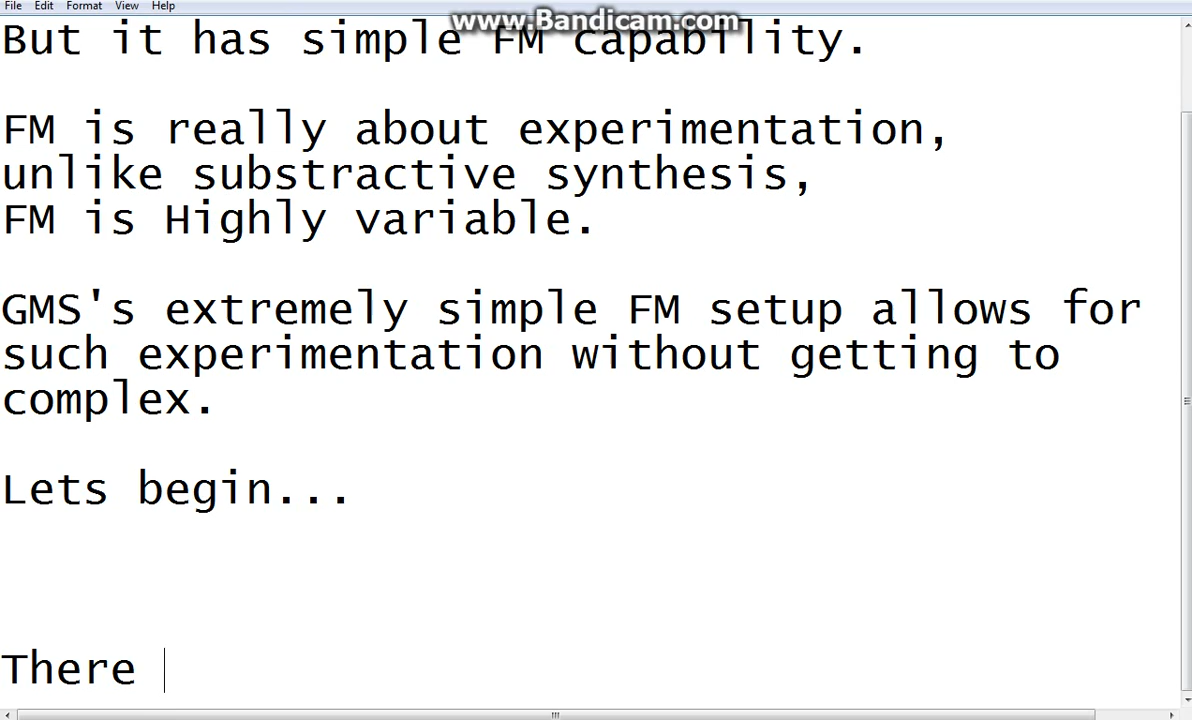 File Edit Format View Help
www.Bandicam.com
But it has simple FM capability.
FM is really about experimentation,
unlike substractive synthesis,
FM is Highly variable.
GMS's extremely simple FM setup allows for
such experimentation without getting to
complex.
Lets begin...
There